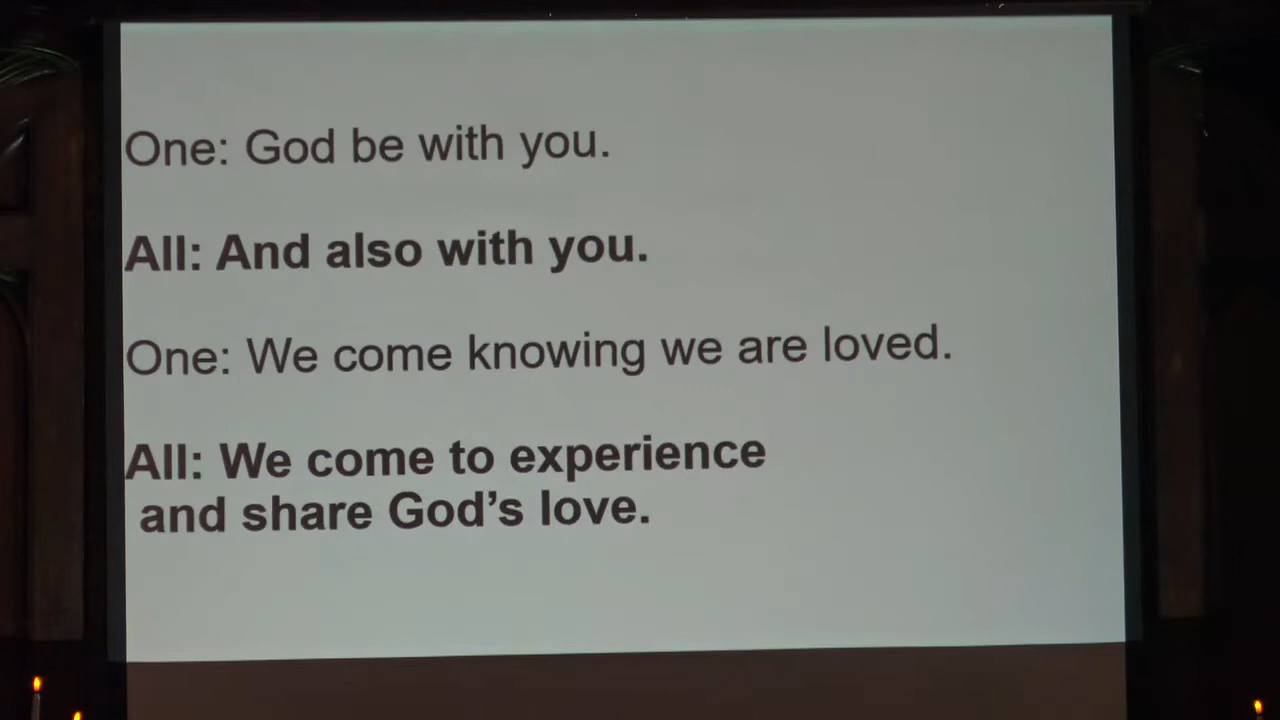 One: God be with you.
All: And also with you.
One: We come knowing we are loved.
All: We come to experience
and share God’s love.